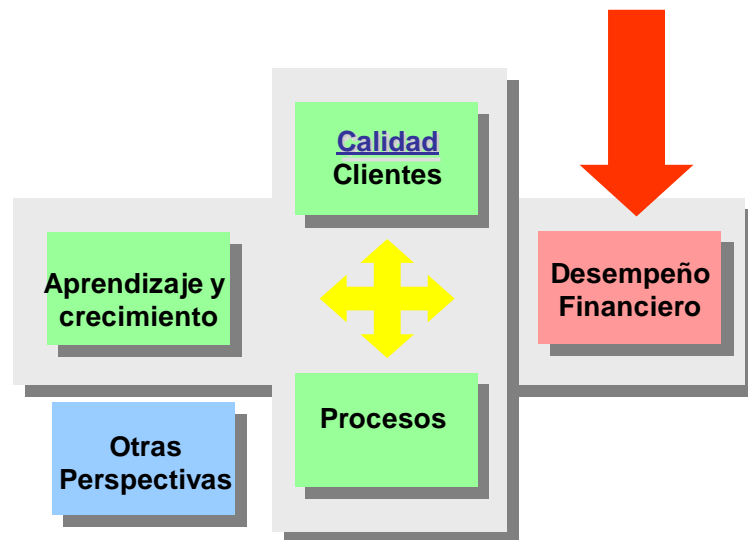 Calidad
Clientes
Aprendizaje y
crecimiento
Desempeño
Financiero
Procesos
Otras
Perspectivas